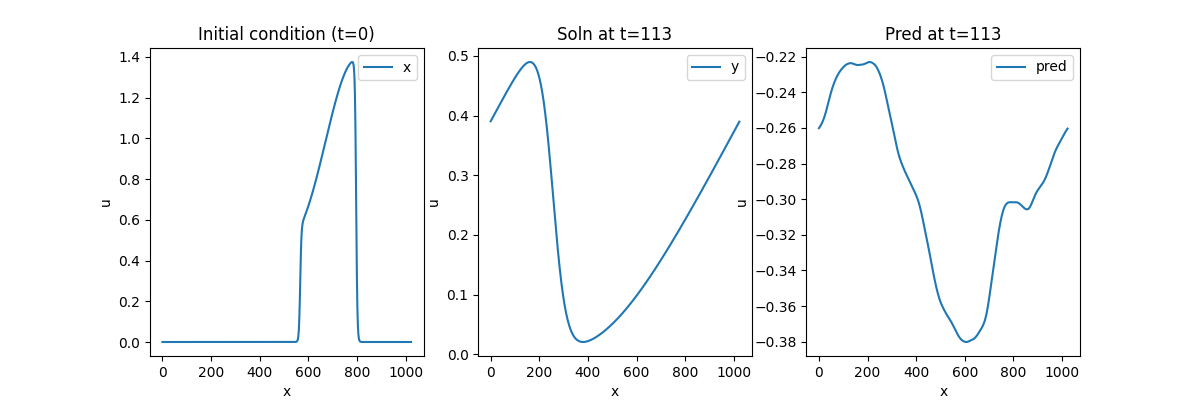 Initial condition (t=0)
1.4
1.2
1.0
0.8
0.6
0.4
0.2
0.0
u
x
0 200 400 600 800 1000
x
Soln at t=113
0.5
0.4
0.3
0.2
0.1
0.0
u
y
0 200 400 600 800 1000
x
Pred at t=113
−0.22
−0.24
−0.26
−0.28
−0.30
−0.32
−0.34
−0.36
−0.38
u
pred
0 200 400 600 800 1000
x